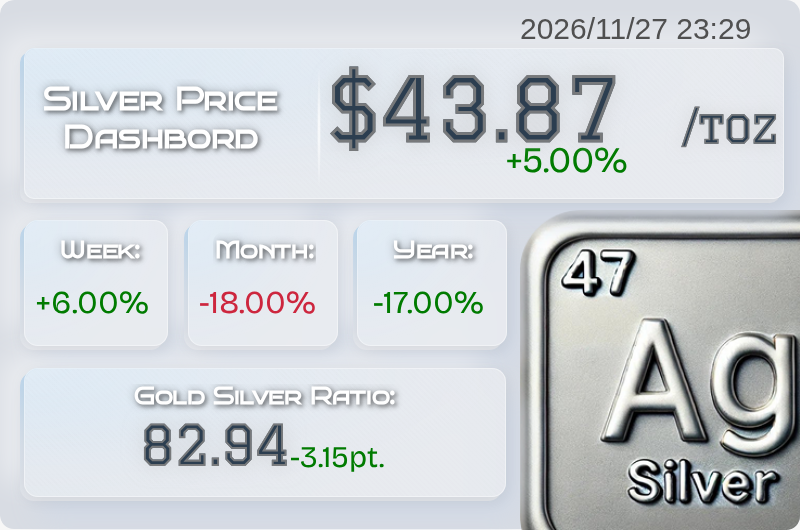 2026/11/27 23:29
Silver Price
Dashbord
$43.87 /TOZ
+5.00%
Week: Month: Year:
+6.00% -18.00% -17.00%
47
Ag
Silver
Gold Silver Ratio:
82.94 -3.15pt.